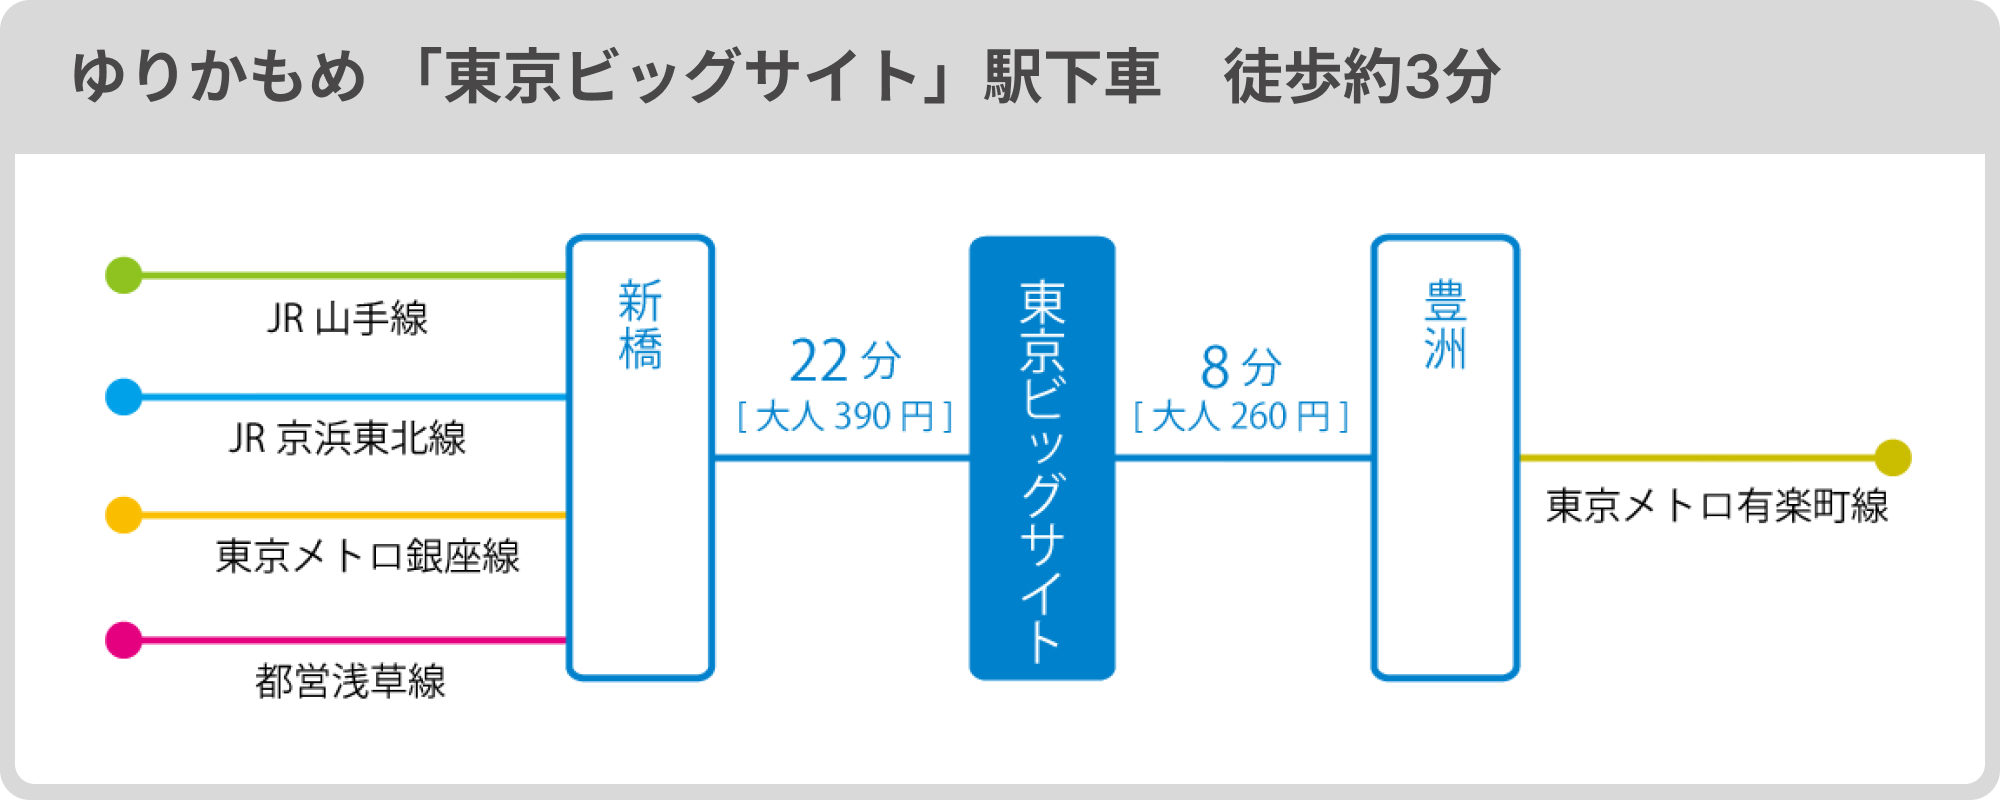 ゆりかもめ 「東京ビッグサイト」駅下車　徒歩約3分
JR 山手線
JR 京浜東北線
東京メトロ銀座線
都営浅草線
新橋
22 分
[ 大人 390 円 ]
東京ビッグサイト
8 分
[ 大人 260 円 ]
豊洲
東京メトロ有楽町線